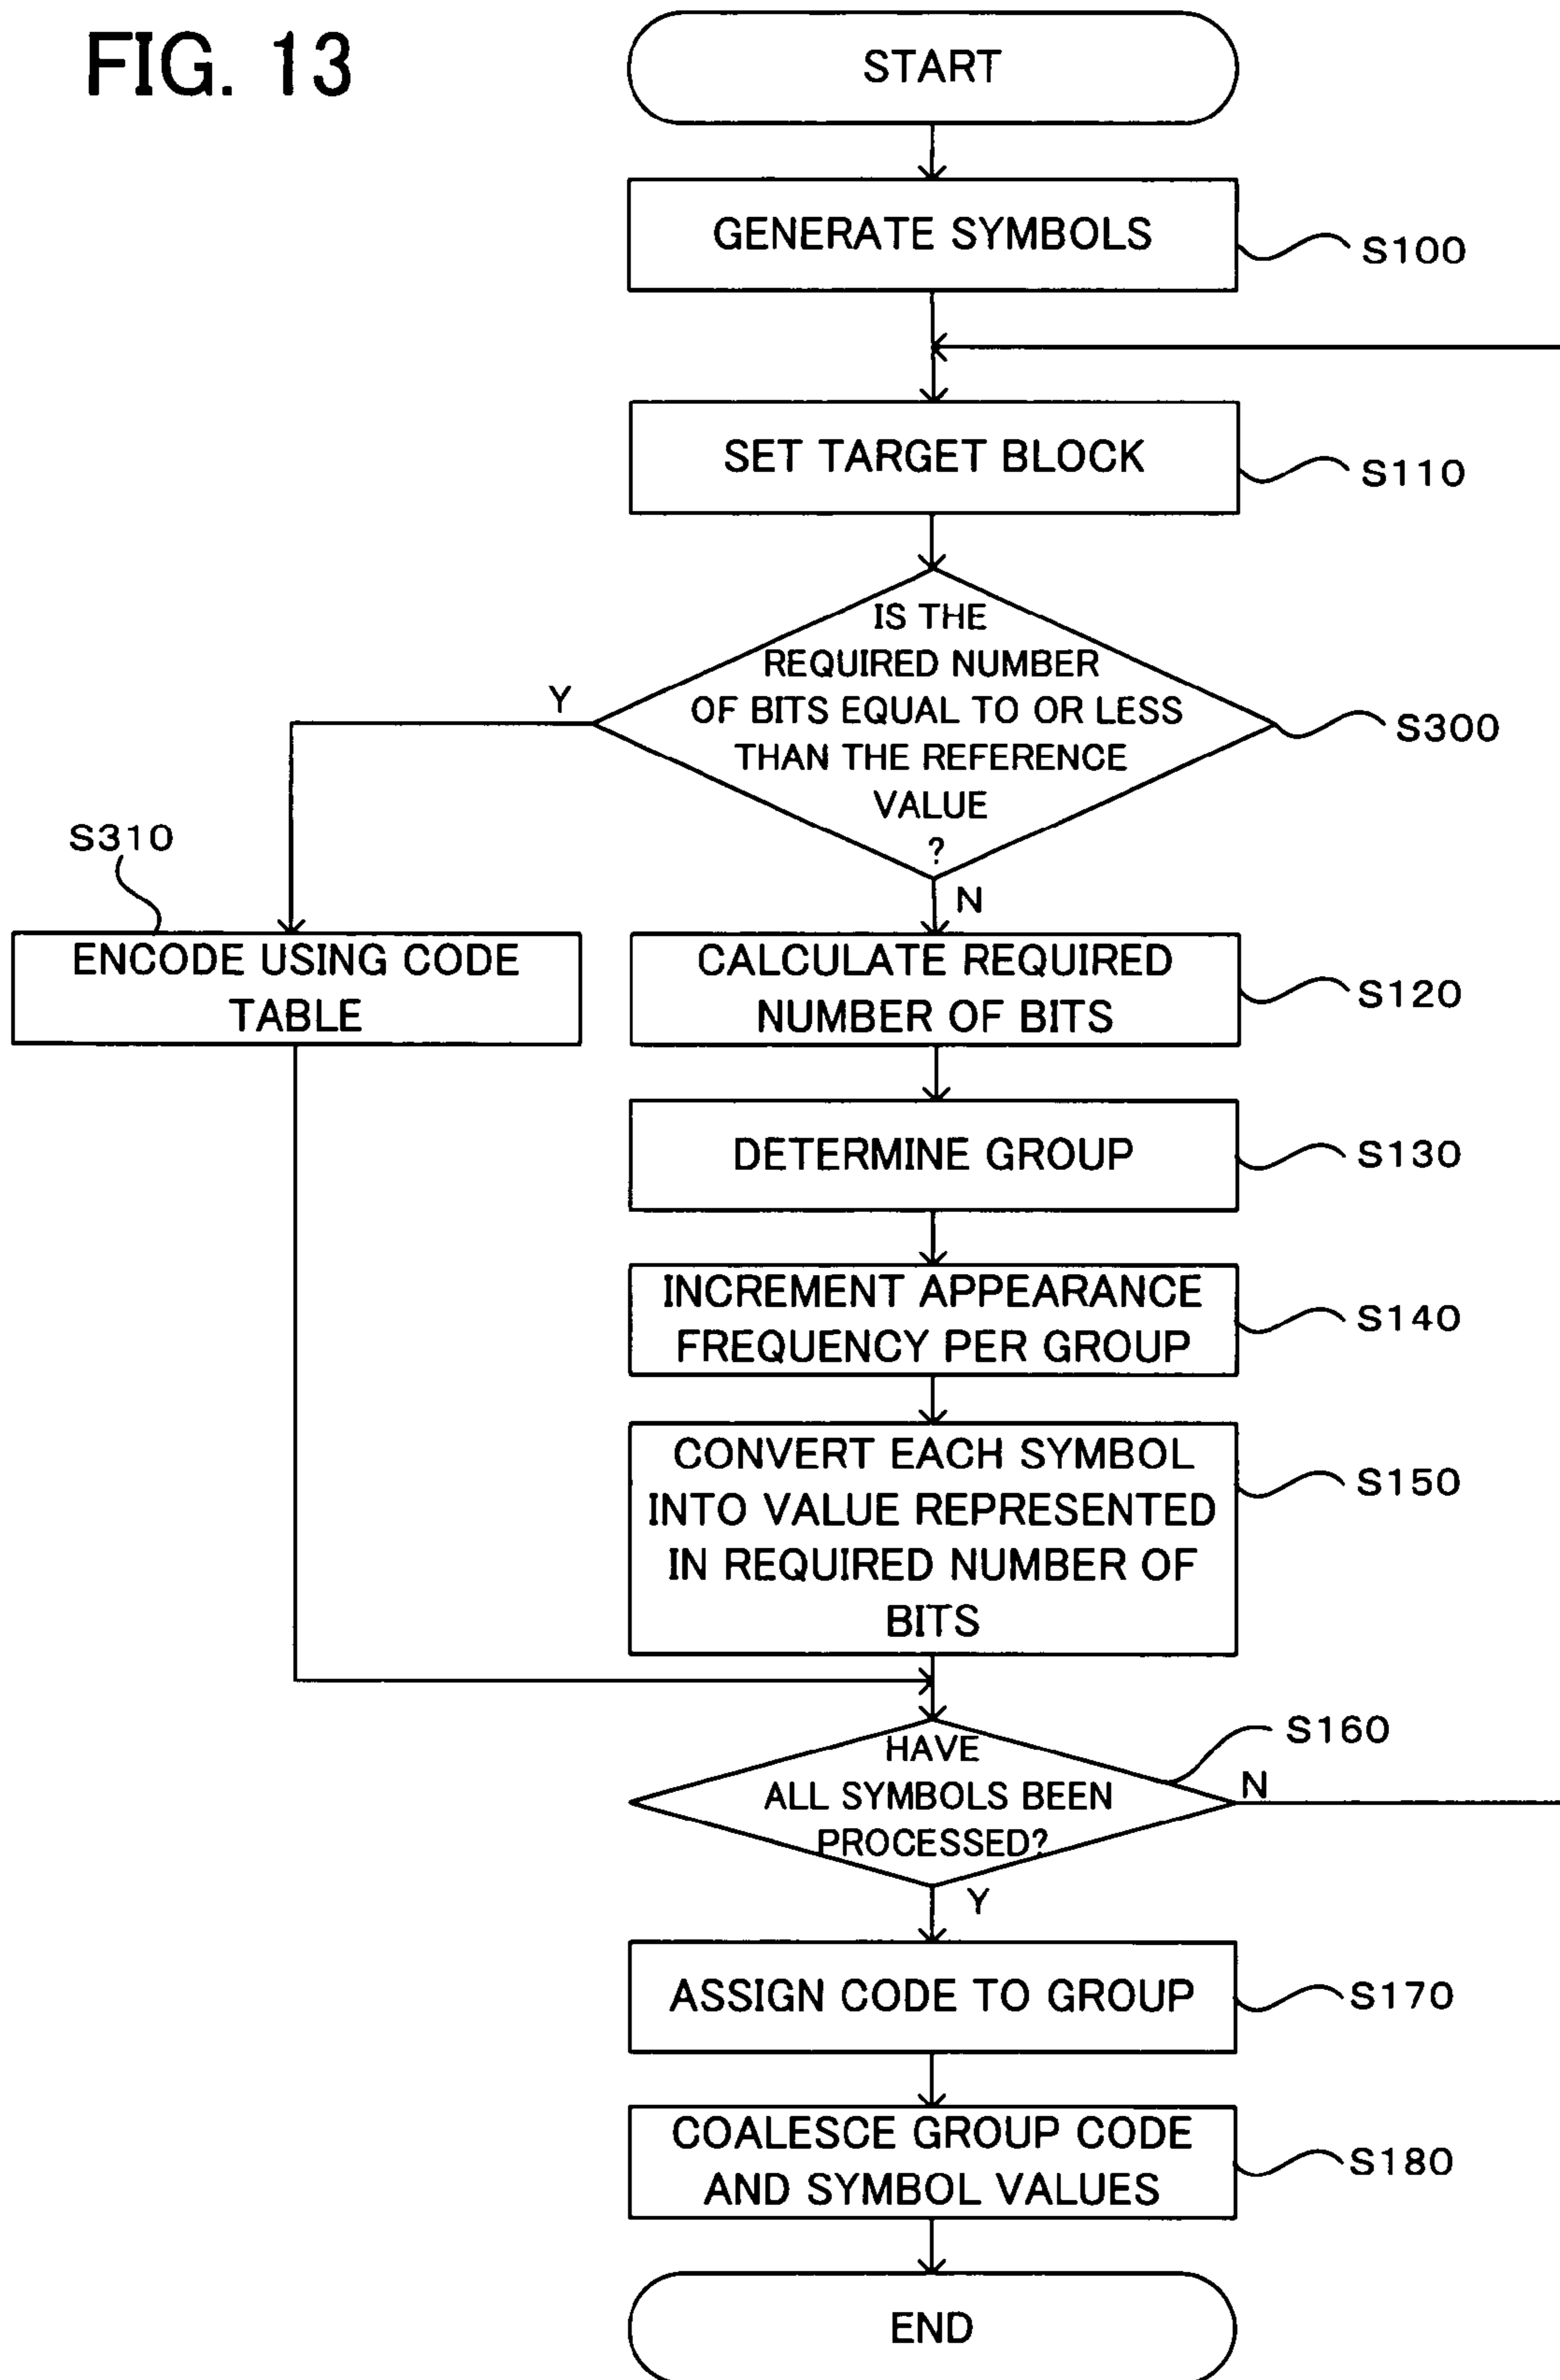 FIG. 13
START
GENERATE SYMBOLS
S100
SET TARGET BLOCK
S110
IS THE
REQUIRED NUMBER
OF BITS EQUAL TO OR LESS
THAN THE REFERENCE
VALUE
?
S300
Y
N
S310
ENCODE USING CODE
TABLE
CALCULATE REQUIRED
NUMBER OF BITS
S120
DETERMINE GROUP
S130
INCREMENT APPEARANCE
FREQUENCY PER GROUP
S140
CONVERT EACH SYMBOL
INTO VALUE REPRESENTED
IN REQUIRED NUMBER OF
BITS
S150
HAVE
ALL SYMBOLS BEEN
PROCESSED?
S160
N
Y
ASSIGN CODE TO GROUP
S170
COALESCE GROUP CODE
AND SYMBOL VALUES
S180
END